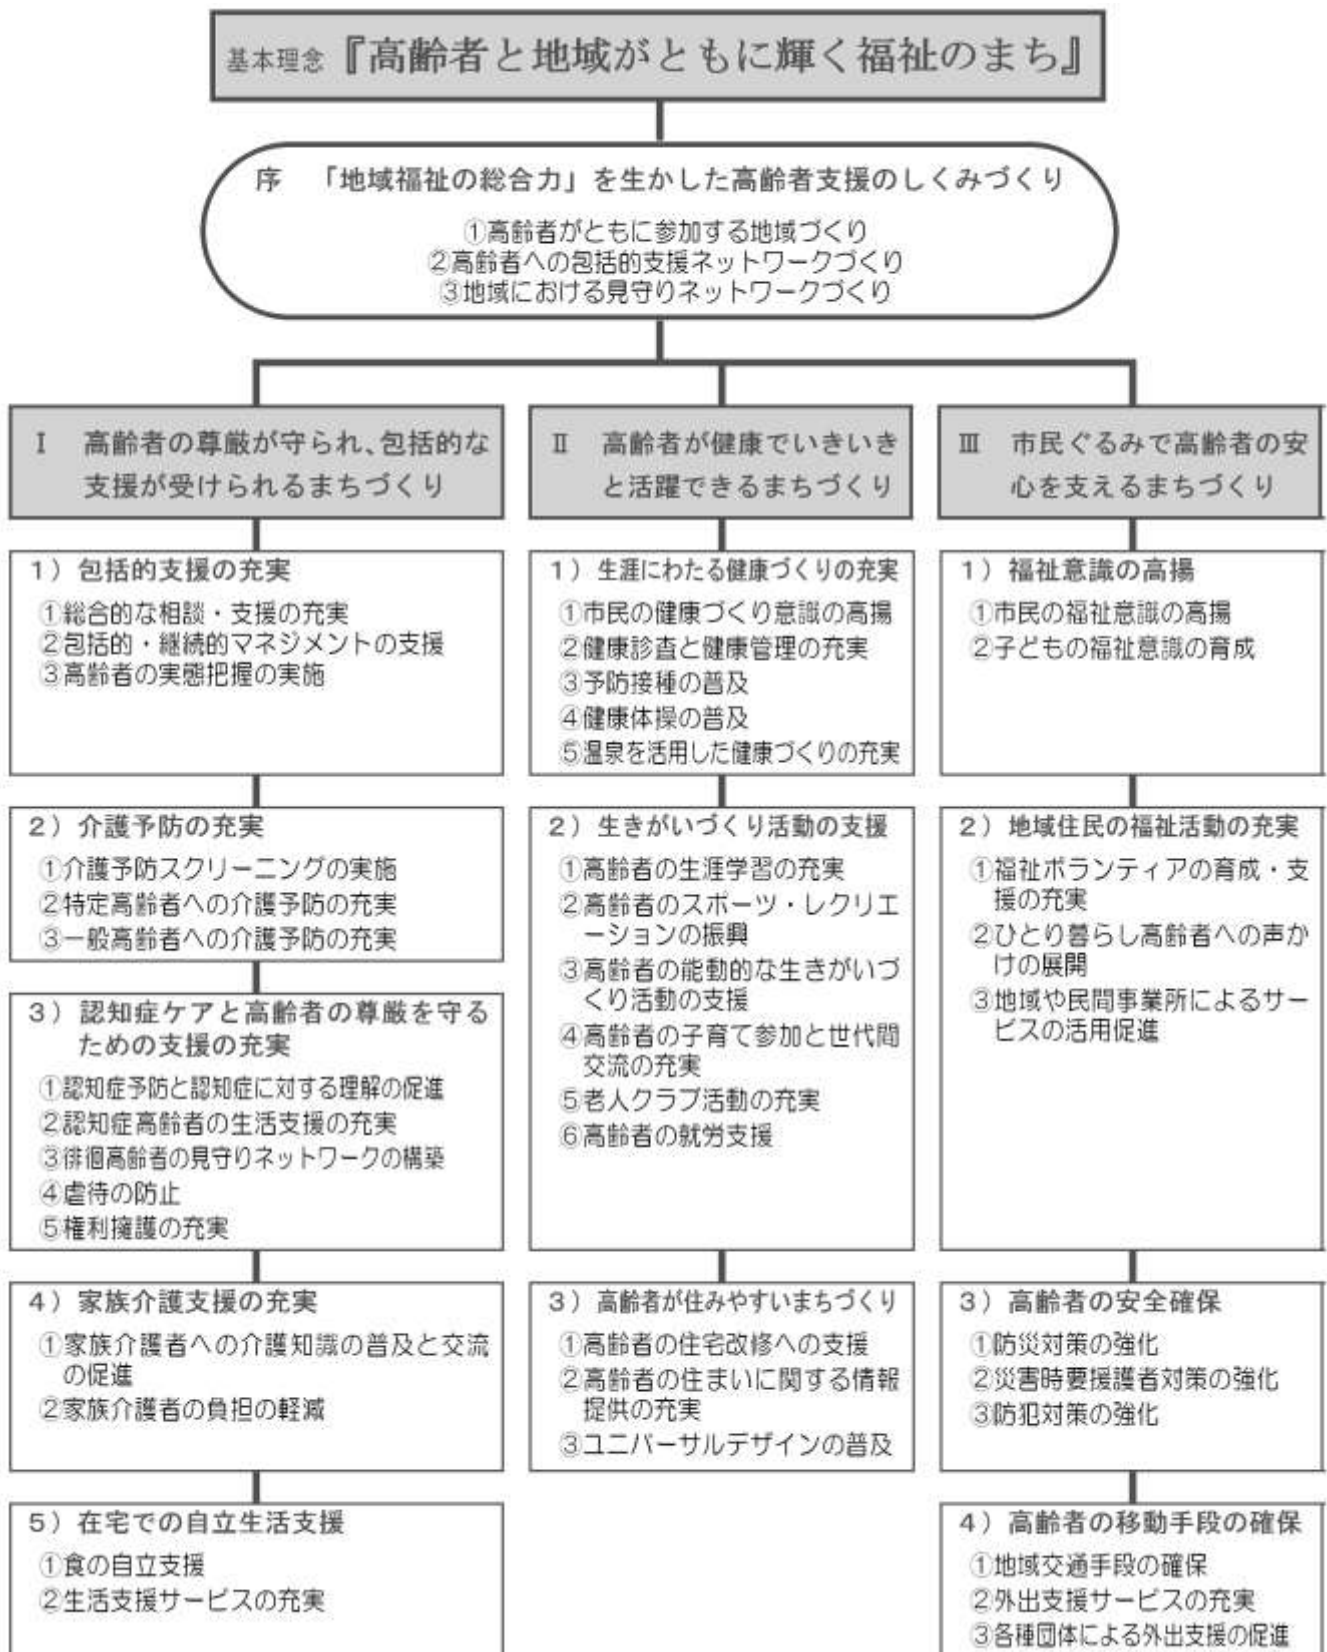 基本理念『高齢者と地域がともに輝く福祉のまち』
序　「地域福祉の総合力」を生かした高齢者支援のしくみづくり
①高齢者がともに参加する地域づくり
②高齢者への包括的支援ネットワークづくり
③地域における見守りネットワークづくり
Ⅰ　高齢者の尊厳が守られ、包括的な
支援が受けられるまちづくり
1）包括的支援の充実
①総合的な相談・支援の充実
②包括的・継続的マネジメントの支援
③高齢者の実態把握の実施
2）介護予防の充実
①介護予防スクリーニングの実施
②特定高齢者への介護予防の充実
③一般高齢者への介護予防の充実
3）認知症ケアと高齢者の尊厳を守る
ための支援の充実
①認知症予防と認知症に対する理解の促進
②認知症高齢者の生活支援の充実
③徘徊高齢者の見守りネットワークの構築
④虐待の防止
⑤権利擁護の充実
4）家族介護支援の充実
①家族介護者への介護知識の普及と交流
の促進
②家族介護者の負担の軽減
5）在宅での自立生活支援
①食の自立支援
②生活支援サービスの充実
Ⅱ　高齢者が健康でいきいき
と活躍できるまちづくり
1）生涯にわたる健康づくりの充実
①市民の健康づくり意識の高揚
②健康診査と健康管理の充実
③予防接種の普及
④健康体操の普及
⑤温泉を活用した健康づくりの充実
2）生きがいづくり活動の支援
①高齢者の生涯学習の充実
②高齢者のスポーツ・レクリエ
ーションの振興
③高齢者の能動的な生きがいづ
くり活動の支援
④高齢者の子育て参加と世代間
交流の充実
⑤老人クラブ活動の充実
⑥高齢者の就労支援
3）高齢者が住みやすいまちづくり
①高齢者の住宅改修への支援
②高齢者の住まいに関する情報
提供の充実
③ユニバーサルデザインの普及
Ⅲ　市民ぐるみで高齢者の安
心を支えるまちづくり
1）福祉意識の高揚
①市民の福祉意識の高揚
②子どもの福祉意識の育成
2）地域住民の福祉活動の充実
①福祉ボランティアの育成・支
援の充実
②ひとり暮らし高齢者への声か
けの展開
③地域や民間事業所によるサー
ビスの活用促進
3）高齢者の安全確保
①防災対策の強化
②災害時要援護者対策の強化
③防犯対策の強化
4）高齢者の移動手段の確保
①地域交通手段の確保
②外出支援サービスの充実
③各種団体による外出支援の促進